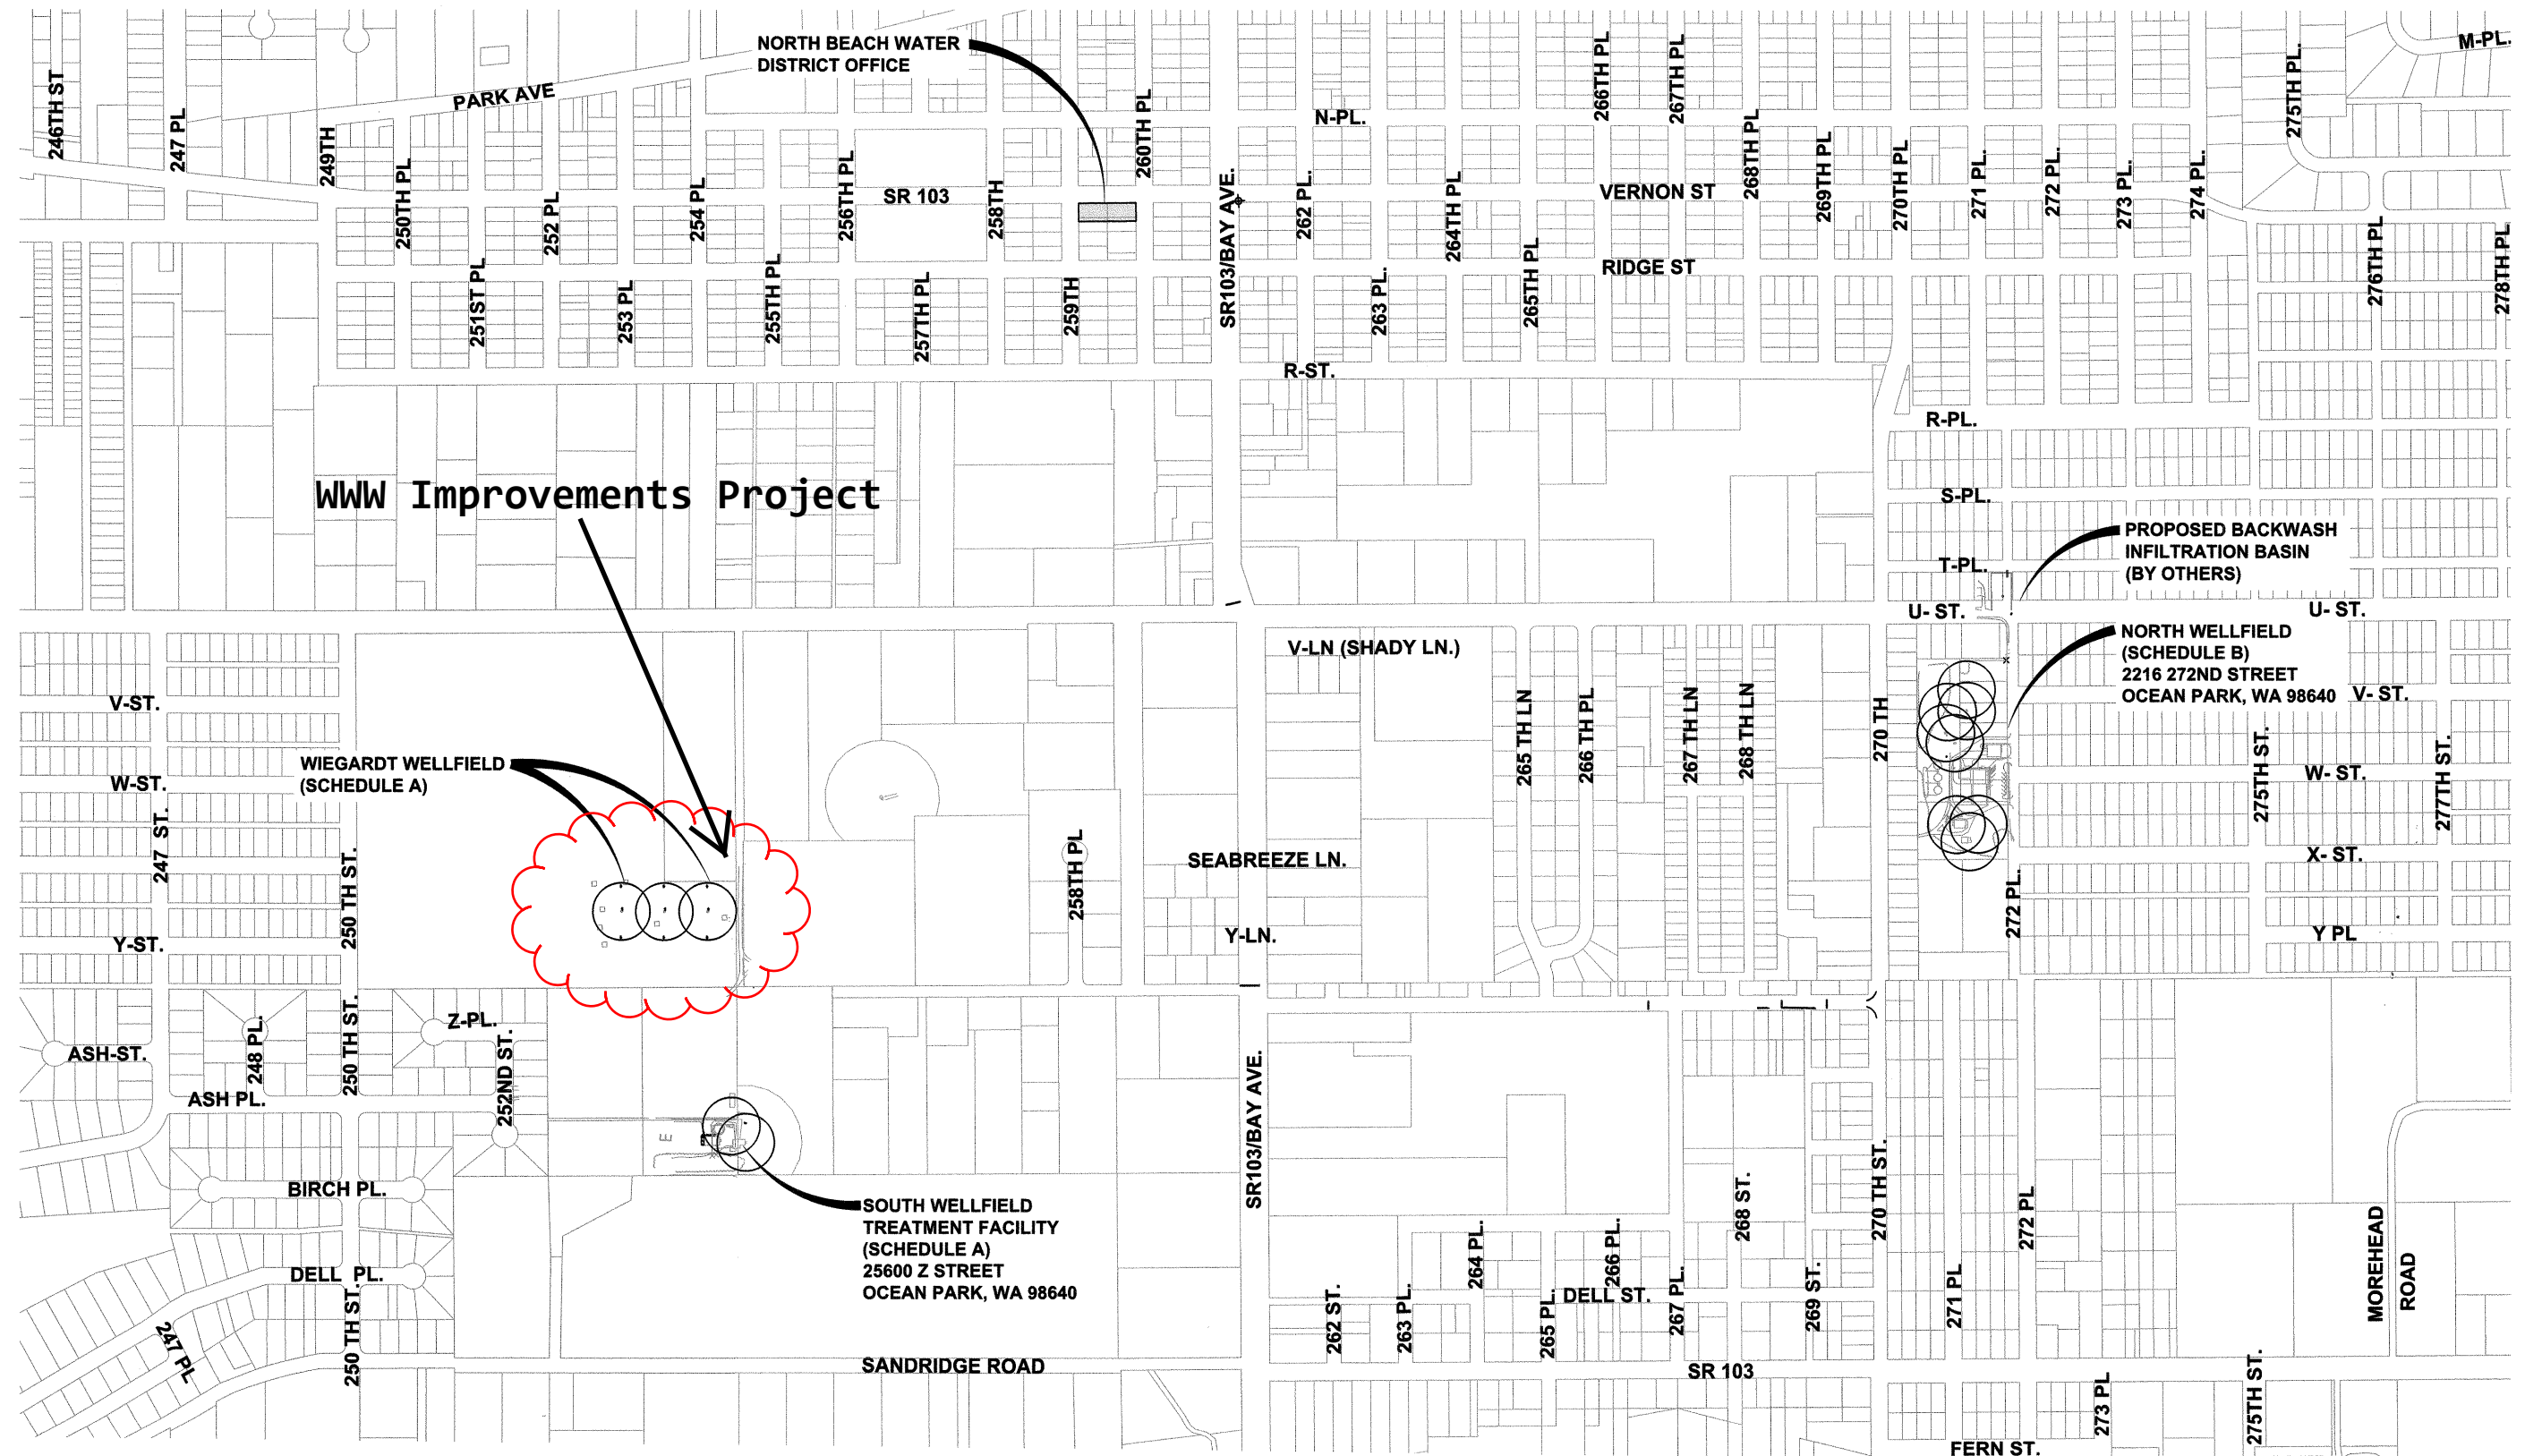 NORTH BEACH WATER
DISTRICT OFFICE
M-PL.
246TH ST
247 PL
PARK AVE
249TH
250TH PL
251ST PL
252 PL
253 PL
254 PL
255TH PL
256TH PL
SR 103
257TH PL
258TH
259TH
260TH PL
SR103/BAY AVE.
N-PL.
262 PL.
263 PL.
264TH PL
265TH PL
266TH PL
267TH PL
VERNON ST
RIDGE ST
268TH PL
269TH PL
270TH PL
271 PL.
272 PL.
273 PL.
274 PL.
275TH PL.
276TH PL
278TH PL
R-ST.
R-PL.
S-PL.
T-PL.
U- ST.
U- ST.
WWW Improvements Project
PROPOSED BACKWASH
INFILTRATION BASIN
(BY OTHERS)
NORTH WELLFIELD
(SCHEDULE B)
2216 272ND STREET
OCEAN PARK, WA 98640
V- ST.
V-LN (SHADY LN.)
V-ST.
WIEGARDT WELLFIELD
(SCHEDULE A)
W-ST.
247 ST.
250 TH ST.
Y-ST.
258TH PL
SEABREEZE LN.
Y-LN.
265 TH LN
266 TH PL
267 TH LN
268 TH LN
270 TH
272 PL.
275TH ST.
W- ST.
277TH ST.
X- ST.
Y PL
ASH-ST.
248 PL.
250 TH ST.
Z-PL.
252ND ST.
ASH PL.
BIRCH PL.
DELL PL.
247 PL
250 TH ST.
SOUTH WELLFIELD
TREATMENT FACILITY
(SCHEDULE A)
25600 Z STREET
OCEAN PARK, WA 98640
SANDRIDGE ROAD
SR103/BAY AVE.
262 ST.
263 PL.
264 PL.
265 PL.
266 PL.
DELL ST.
267 PL.
268 ST.
269 ST.
270 TH ST.
271 PL
272 PL
SR 103
273 PL
275TH ST.
MOREHEAD
ROAD
FERN ST.